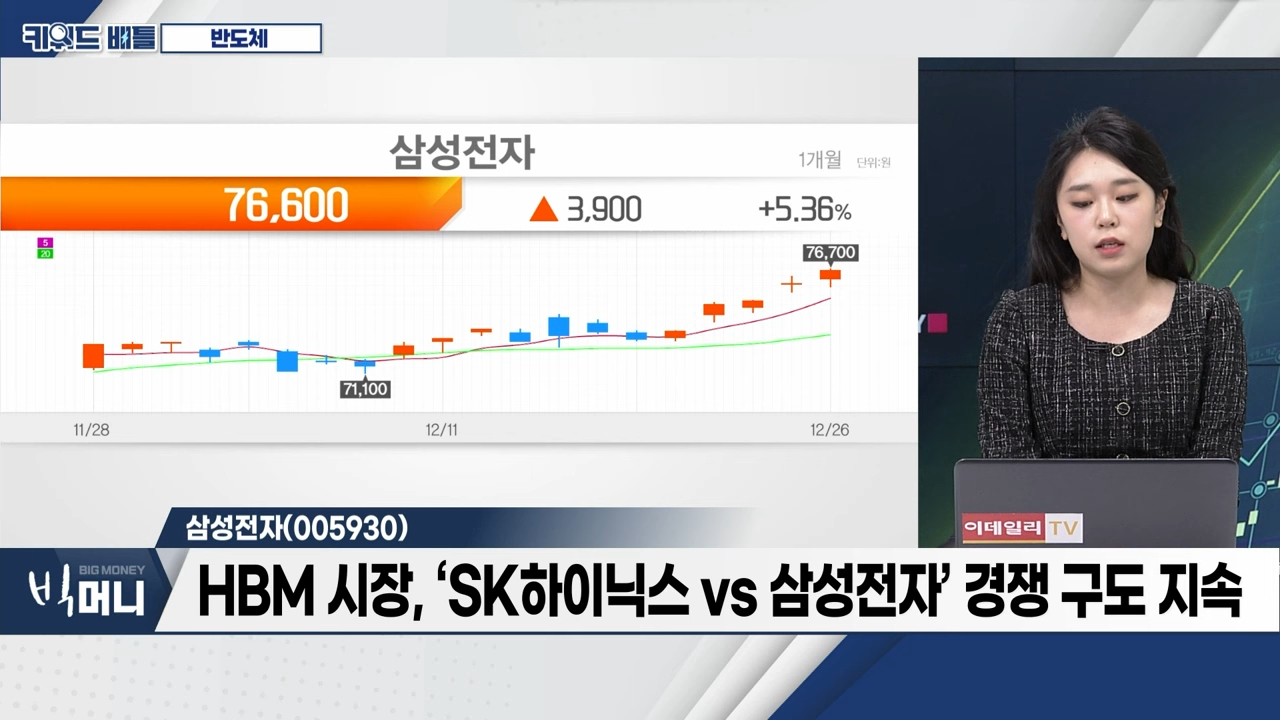 키워드 배틀 반도체
삼성전자
1개월 단위:원
76,600 ▲ 3,900 +5.36%
5
20
76,700
71,100
11/28 12/11 12/26
Y
이데일리 TV
삼성전자(005930)
BIG MONEY
빅머니
HBM 시장, ‘SK하이닉스 vs 삼성전자’ 경쟁 구도 지속